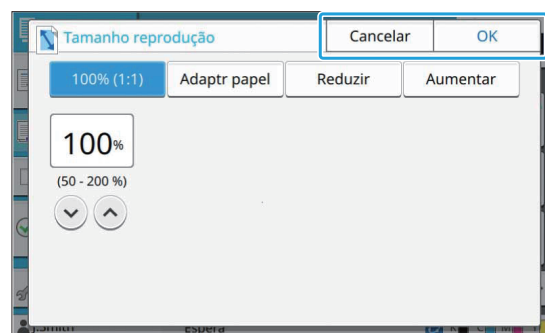 Tamanho reprodução
Cancelar OK
100% (1:1) Adaptr papel Reduzir Aumentar
100%
(50 - 200 %)
J.Smith Espera K C M